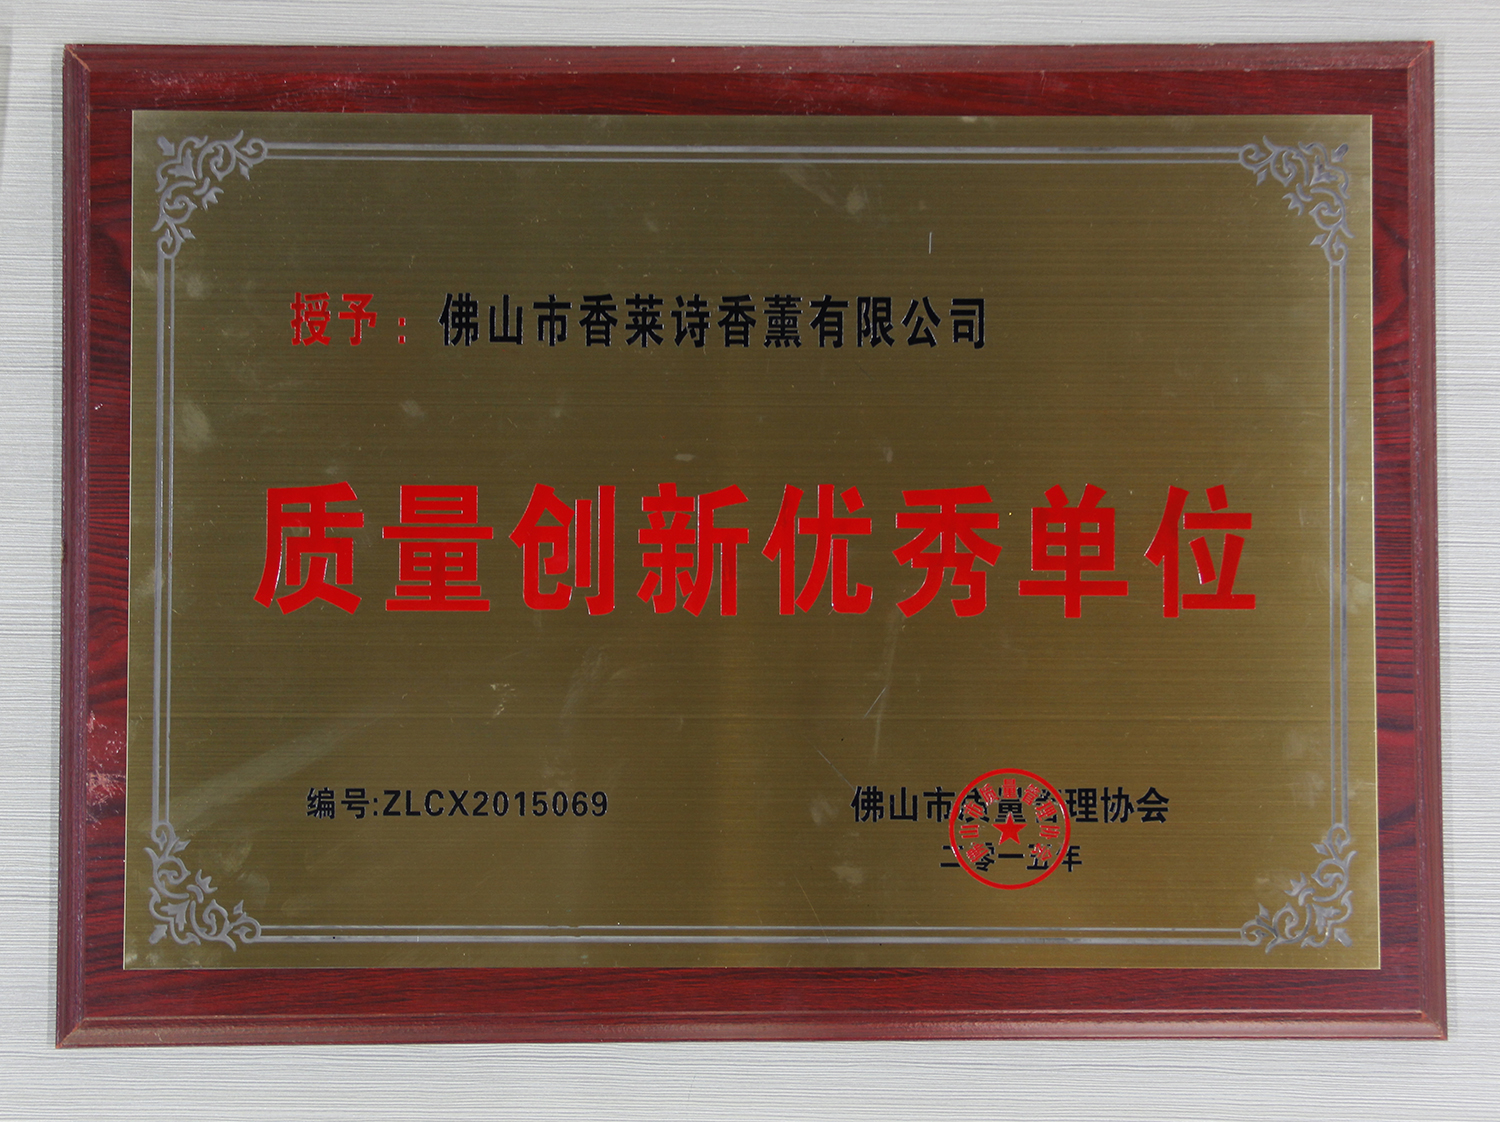 授予：佛山市香莱诗香薰有限公司
质量创新优秀单位
编号:ZLCX2015069
佛山市质量管理协会
二零一五年